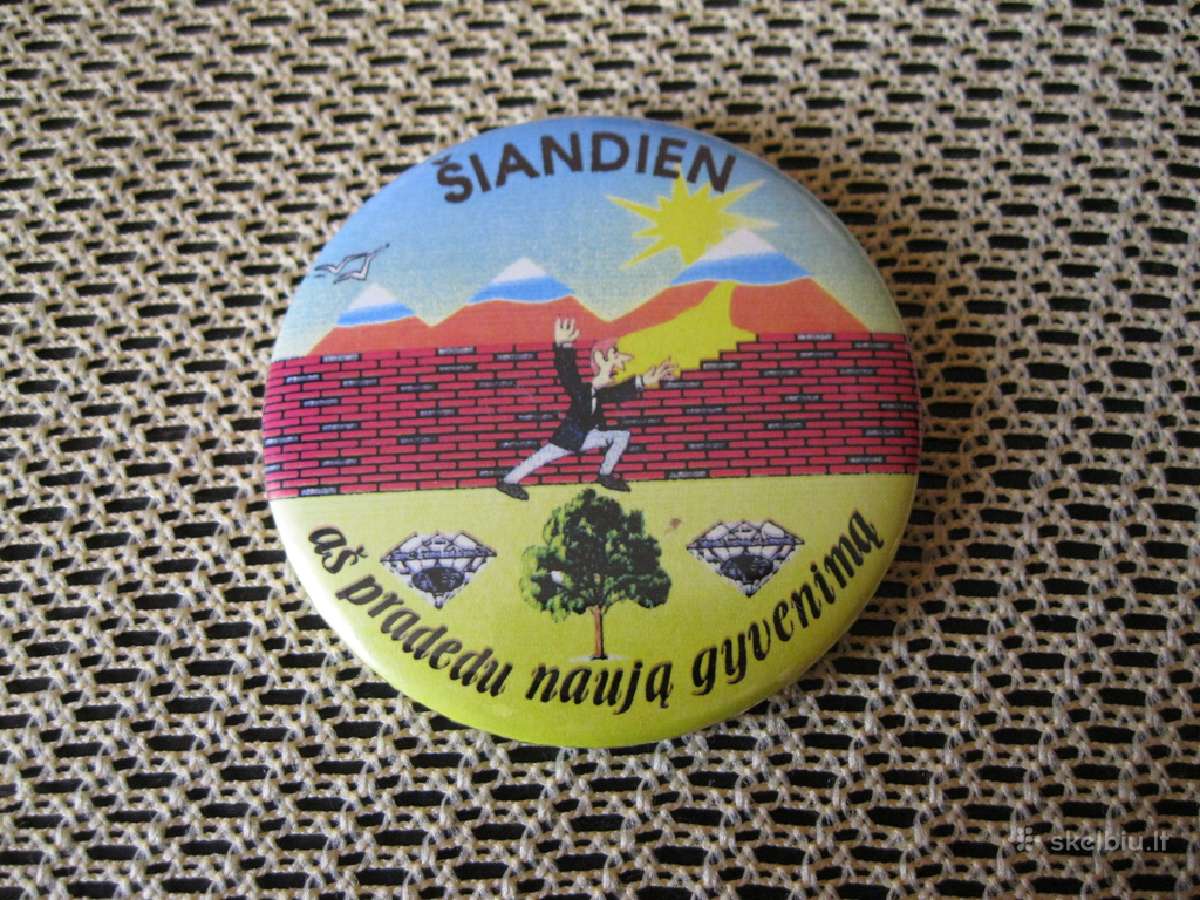 ŠIANDIEN
aš pradedu naują gyvenimą
skelbiu.lt